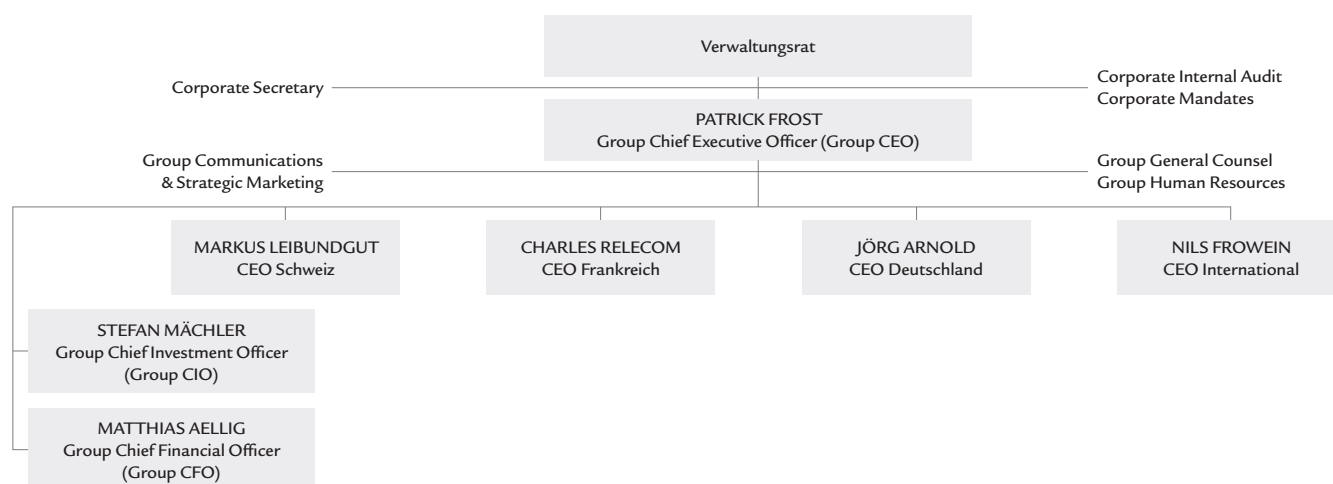 Verwaltungsrat
Corporate Secretary
Corporate Internal Audit
Corporate Mandates
PATRICK FROST
Group Chief Executive Officer (Group CEO)
Group Communications
& Strategic Marketing
Group General Counsel
Group Human Resources
MARKUS LEIBUNDGUT
CEO Schweiz
CHARLES RELECOM
CEO Frankreich
JÖRG ARNOLD
CEO Deutschland
NILS FROWEIN
CEO International
STEFAN MÄCHLER
Group Chief Investment Officer
(Group CIO)
MATTHIAS AELLIG
Group Chief Financial Officer
(Group CFO)